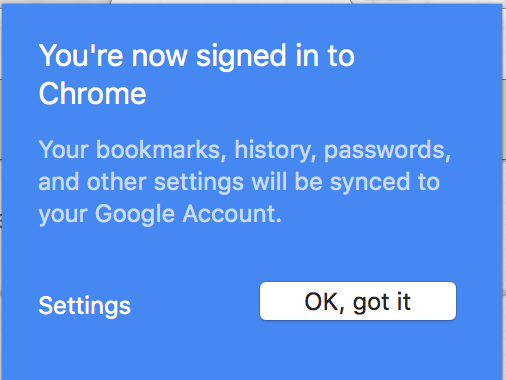 You're now signed in to
Chrome
Your bookmarks, history, passwords,
and other settings will be synced to
your Google Account.
Settings
OK, got it